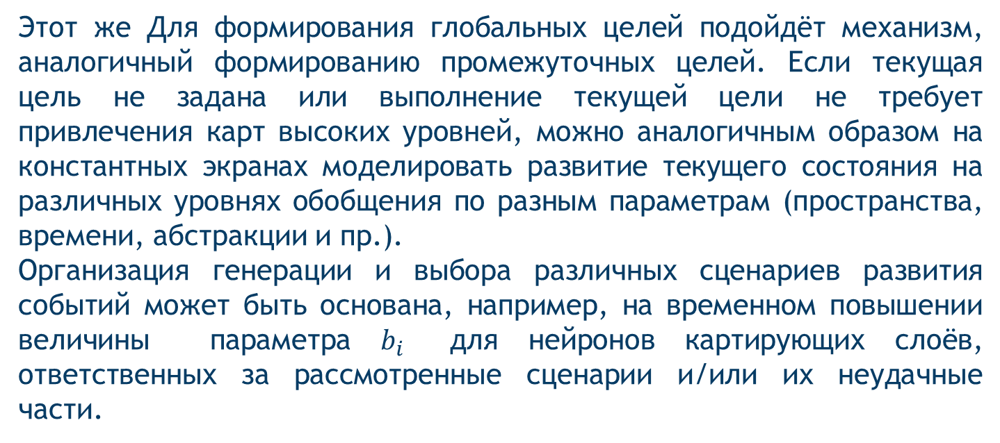 Этот же Для формирования глобальных целей подойдёт механизм,
аналогичный формированию промежуточных целей. Если текущая
цель не задана или выполнение текущей цели не требует
привлечения карт высоких уровней, можно аналогичным образом на
константных экранах моделировать развитие текущего состояния на
различных уровнях обобщения по разным параметрам (пространства,
времени, абстракции и пр.).
Организация генерации и выбора различных сценариев развития
событий может быть основана, например, на временном повышении
величины параметра b_i для нейронов картирующих слоёв,
ответственных за рассмотренные сценарии и/или их неудачные
части.